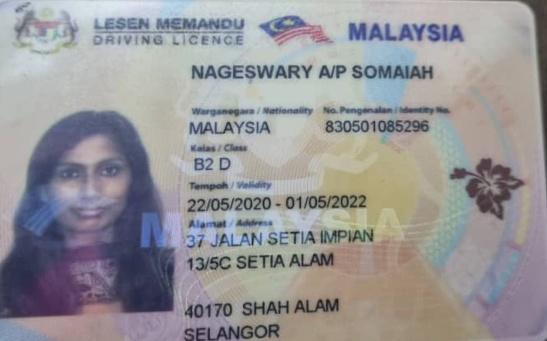 LESEN MEMANDU
DRIVING LICENCE
MALAYSIA
NAGESWARY A/P SOMAIAH
Warganegara / Nationality No. Pengenalan / Identity No.
MALAYSIA 830501085296
Kelas / Class
B2 D
Tempoh / Validity
22/05/2020 - 01/05/2022
Alamat / Address
MALAYSIA
37 JALAN SETIA IMPIAN
13/5C SETIA ALAM
40170 SHAH ALAM
SELANGOR